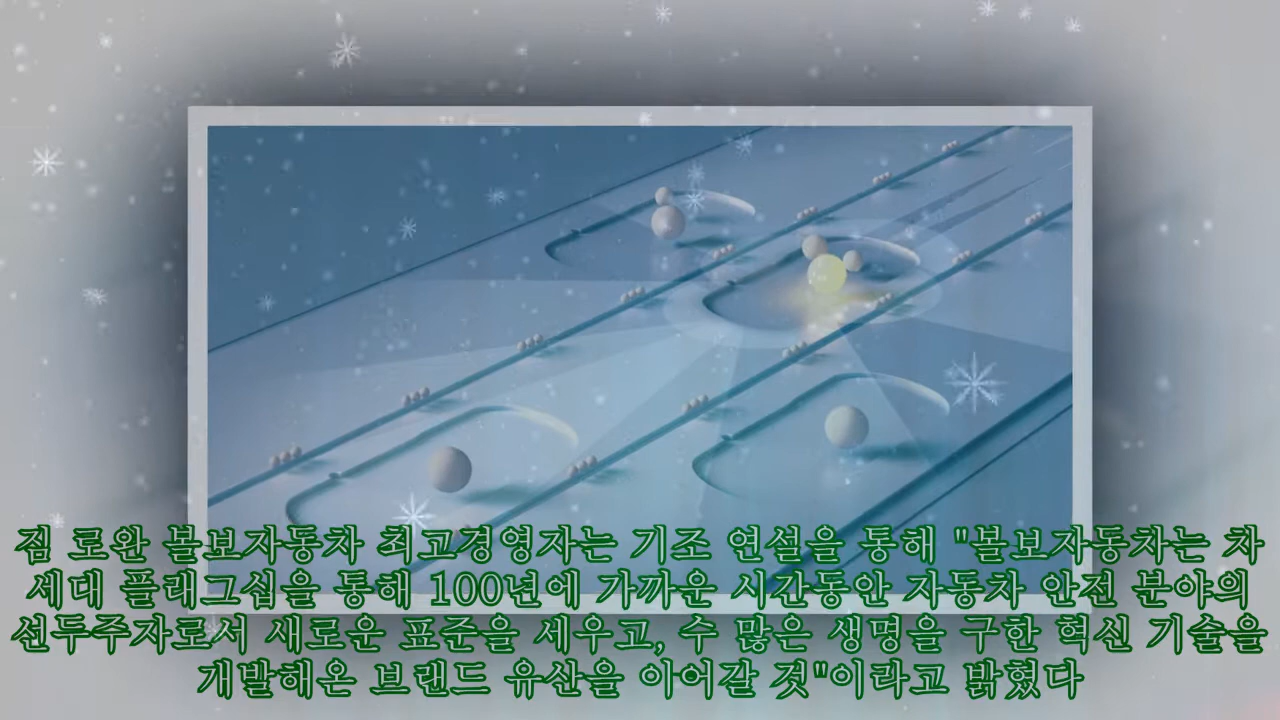 짐 로완 볼보자동차 최고경영자는 기조 연설을 통해 "볼보자동차는 차
세대 플래그십을 통해 100년에 가까운 시간동안 자동차 안전 분야의
선두주자로서 새로운 표준을 세우고, 수 많은 생명을 구한 혁신 기술을
개발해온 브랜드 유산을 이어갈 것"이라고 밝혔다